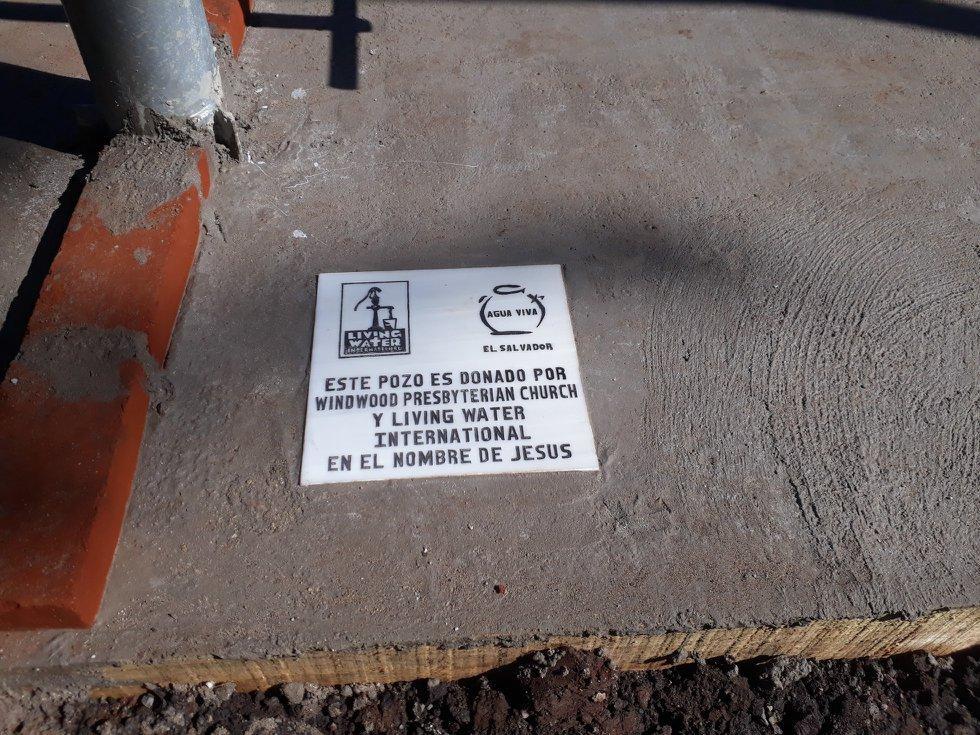 LIVING
WATER
INTERNATIONAL
AGUA VIVA
EL SALVADOR
ESTE POZO ES DONADO POR
WINDWOOD PRESBYTERIAN CHURCH
Y LIVING WATER
INTERNATIONAL
EN EL NOMBRE DE JESUS